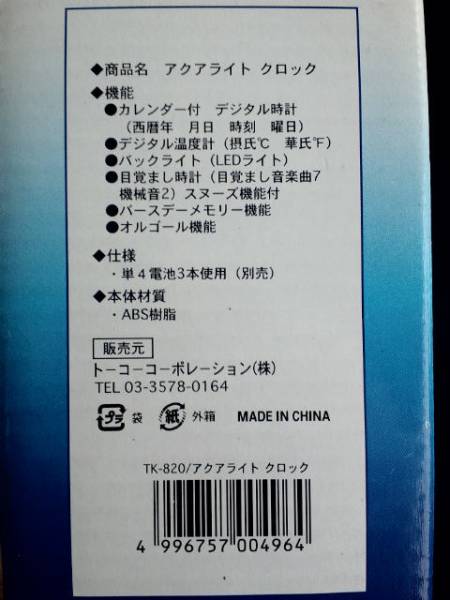 ◆商品名　アクアライト クロック
◆機能
●カレンダー付　デジタル時計
（西暦年　月日　時刻　曜日）
●デジタル温度計（摂氏℃　華氏℉）
●バックライト（LEDライト）
●目覚まし時計（目覚まし音楽曲7
機械音2）スヌーズ機能付
●バースデーメモリー機能
●オルゴール機能
◆仕様
・単４電池3本使用（別売）
◆本体材質
・ABS樹脂
販売元
トーコーコーポレーション(株)
TEL 03-3578-0164
プラ 袋 紙 外箱 MADE IN CHINA
TK-820/アクアライト クロック
4 996757 004964